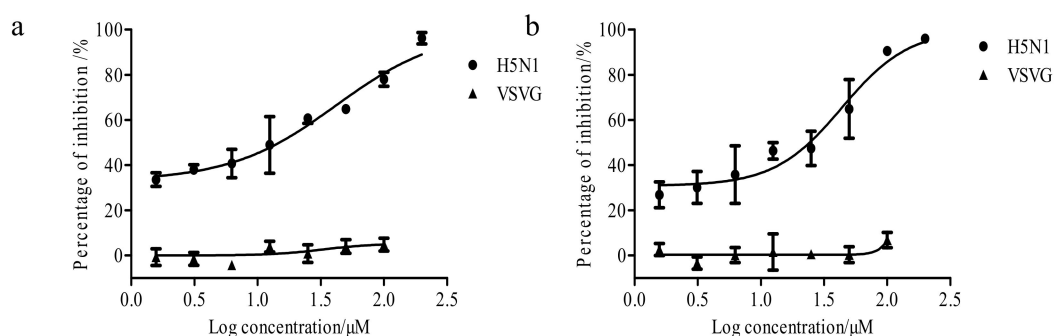 a
Percentage of inhibition /%
100
80
60
40
20
0
0.0 0.5 1.0 1.5 2.0 2.5
Log concentration/μM
H5N1
VSVG
b
Percentage of inhibition/%
100
80
60
40
20
0
0.0 0.5 1.0 1.5 2.0 2.5
Log concentration/μM
H5N1
VSVG